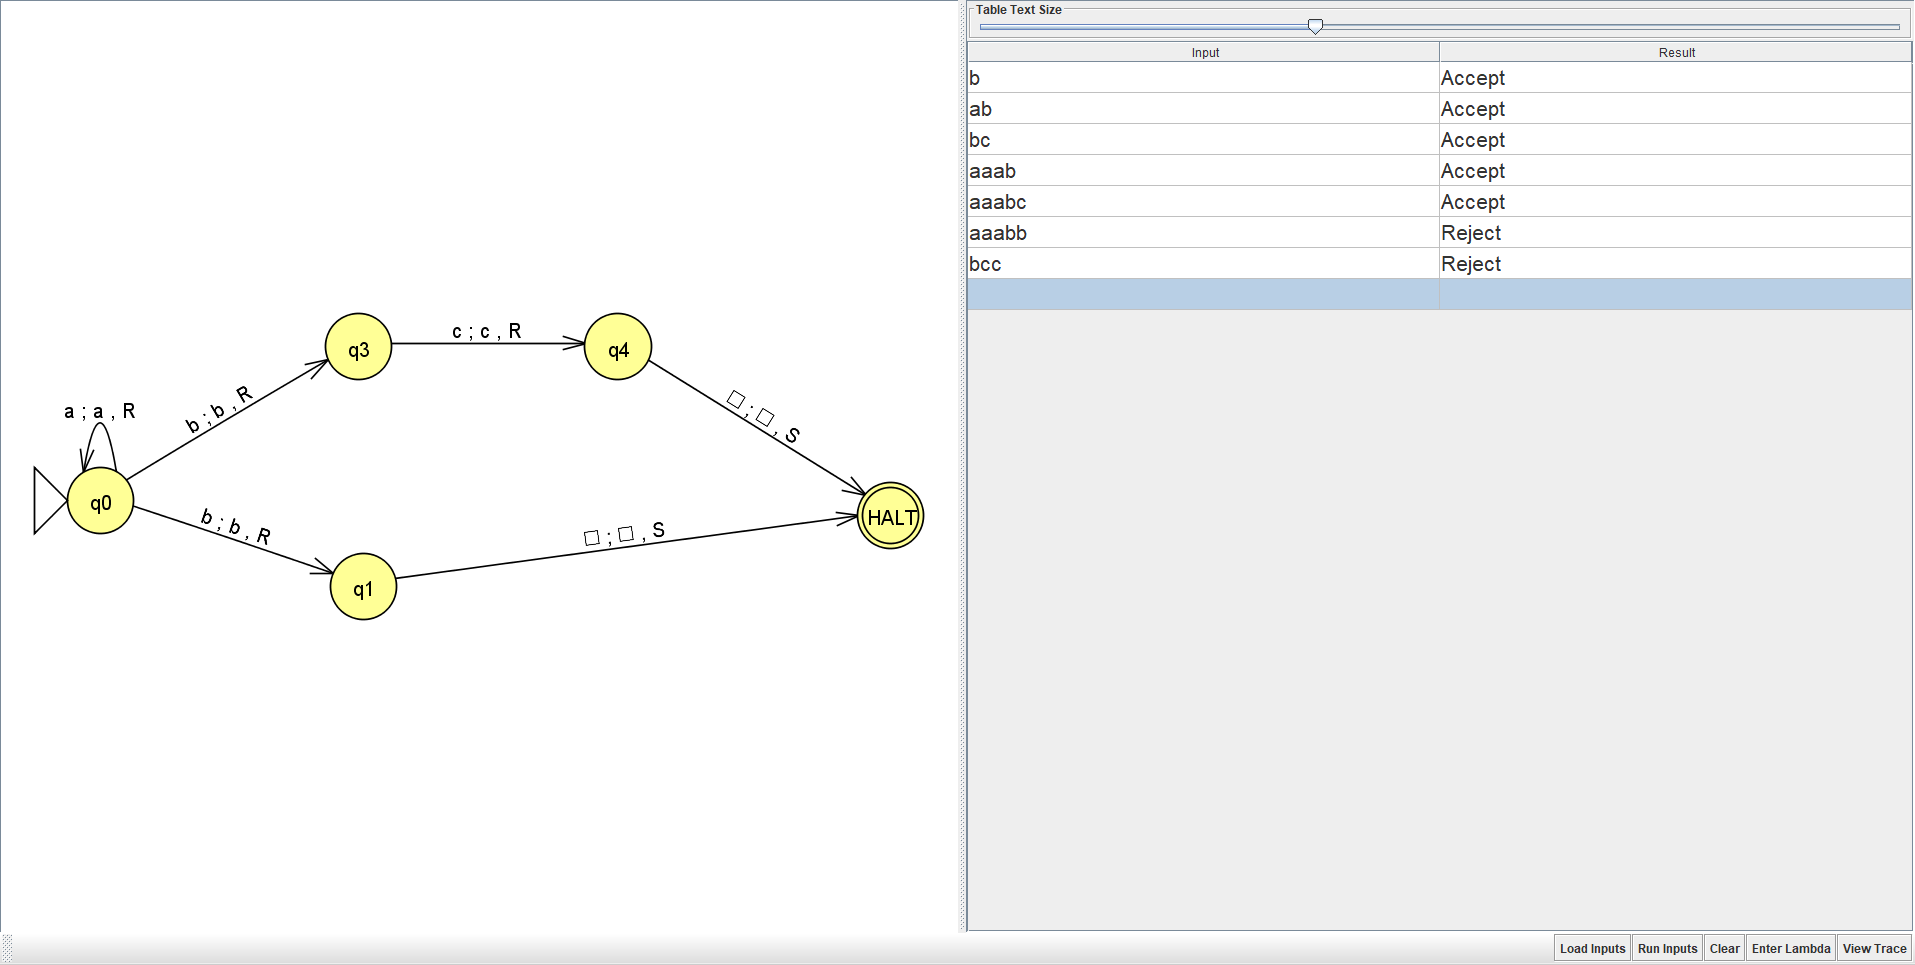 a ; a , R
b ; b , R
c ; c , R
□ ; □ , S
b ; b , R
□ ; □ , S
q0
q3
q4
q1
HALT
Table Text Size
Input Result
b Accept
ab Accept
bc Accept
aaab Accept
aaabc Accept
aaabb Reject
bcc Reject
Load Inputs Run Inputs Clear Enter Lambda View Trace